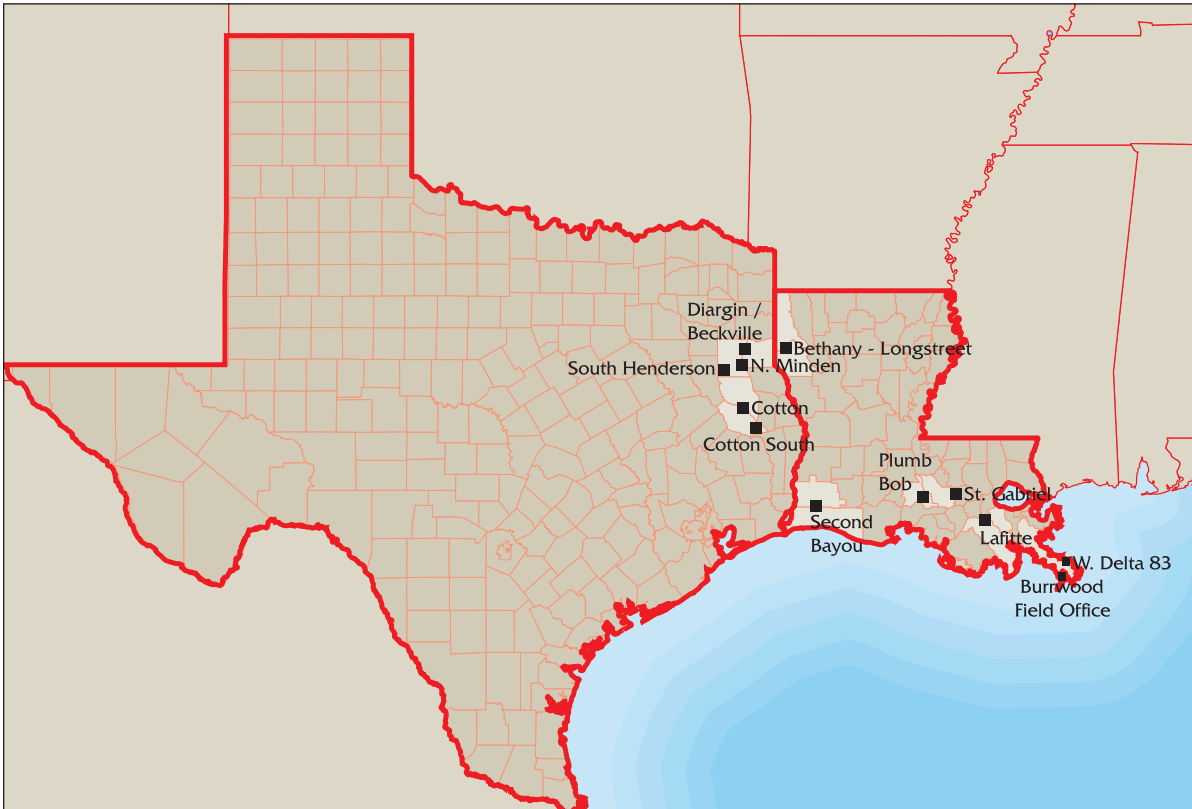 Diargin /
Beckville
Bethany - Longstreet
South Henderson
N. Minden
Cotton
Cotton South
Plumb
Bob
St. Gabriel
Second
Bayou
Lafitte
W. Delta 83
Burrwood
Field Office